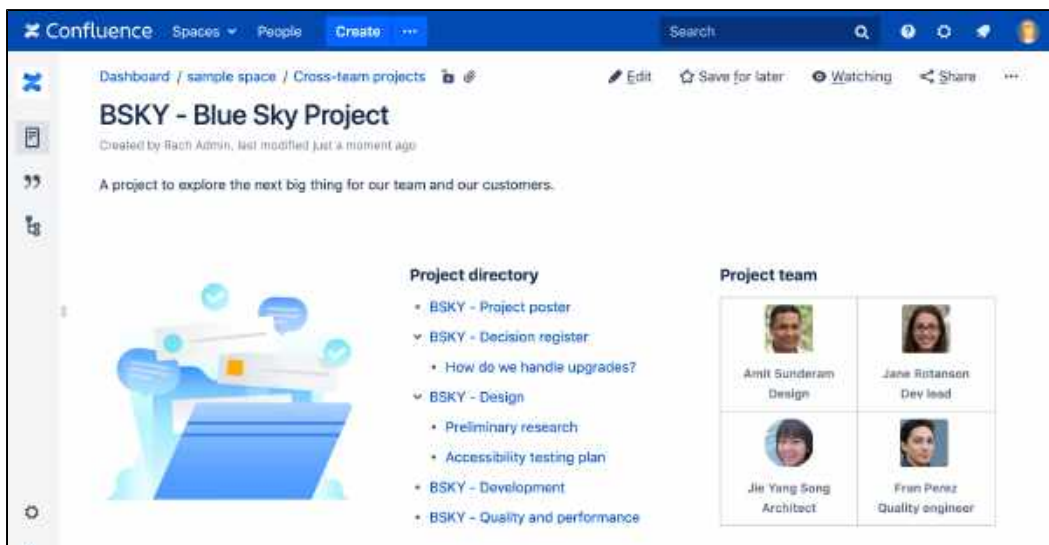 Confluence Spaces People Create ··· Search
Dashboard / sample space / Cross-team projects Edit Save for later Watching Share ···
BSKY - Blue Sky Project
Created by Rach Admin, last modified just a moment ago
A project to explore the next big thing for our team and our customers.
Project directory
BSKY - Project poster
BSKY - Decision register
How do we handle upgrades?
BSKY - Design
Preliminary research
Accessibility testing plan
BSKY - Development
BSKY - Quality and performance
Project team
Amit Sunderam
Design
Jane Rotanson
Dev lead
Jie Yang Song
Architect
Fran Perez
Quality engineer